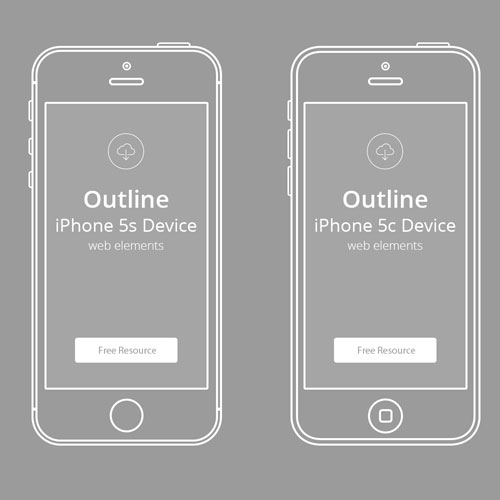 Outline
iPhone 5s Device
web elements
Free Resource
Outline
iPhone 5c Device
web elements
Free Resource